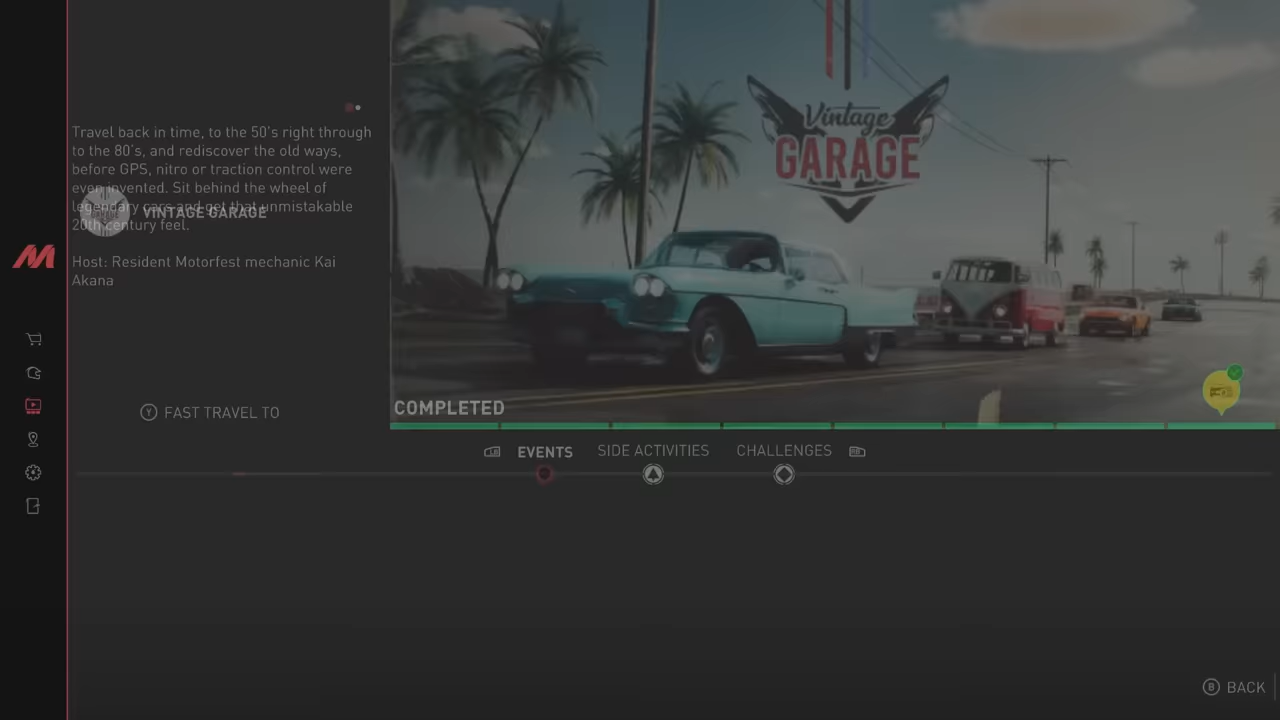 Travel back in time, to the 50's right through
to the 80's, and rediscover the old ways,
before GPS, nitro or traction control were
even invented. Sit behind the wheel of
legendary cars and get that unmistakable
20th century feel.
VINTAGE GARAGE
Host: Resident Motorfest mechanic Kai
Akana
Y FAST TRAVEL TO
Vintage
GARAGE
COMPLETED
LB EVENTS SIDE ACTIVITIES CHALLENGES RB
B BACK